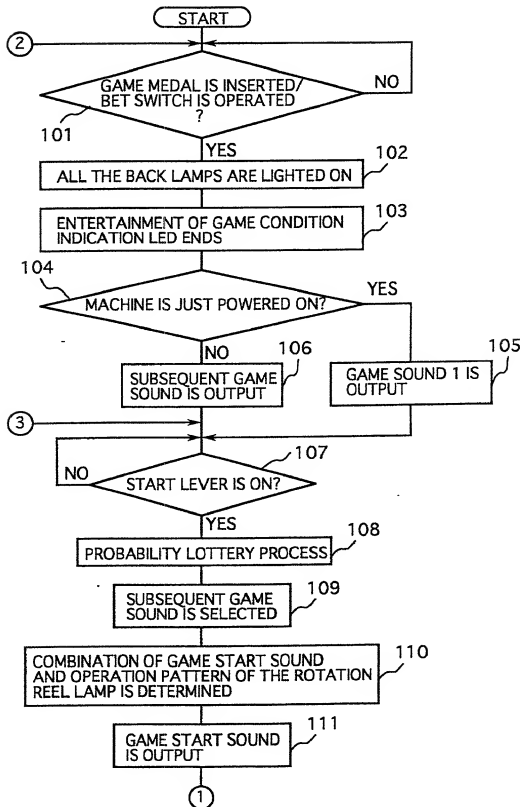 START
2
GAME MEDAL IS INSERTED/
BET SWITCH IS OPERATED
?
NO
101
YES
102
ALL THE BACK LAMPS ARE LIGHTED ON
103
ENTERTAINMENT OF GAME CONDITION
INDICATION LED ENDS
104
MACHINE IS JUST POWERED ON?
YES
NO
106
SUBSEQUENT GAME
SOUND IS OUTPUT
105
GAME SOUND 1 IS
OUTPUT
3
107
NO
START LEVER IS ON?
YES
108
PROBABILITY LOTTERY PROCESS
109
SUBSEQUENT GAME
SOUND IS SELECTED
110
COMBINATION OF GAME START SOUND
AND OPERATION PATTERN OF THE ROTATION
REEL LAMP IS DETERMINED
111
GAME START SOUND
IS OUTPUT
1